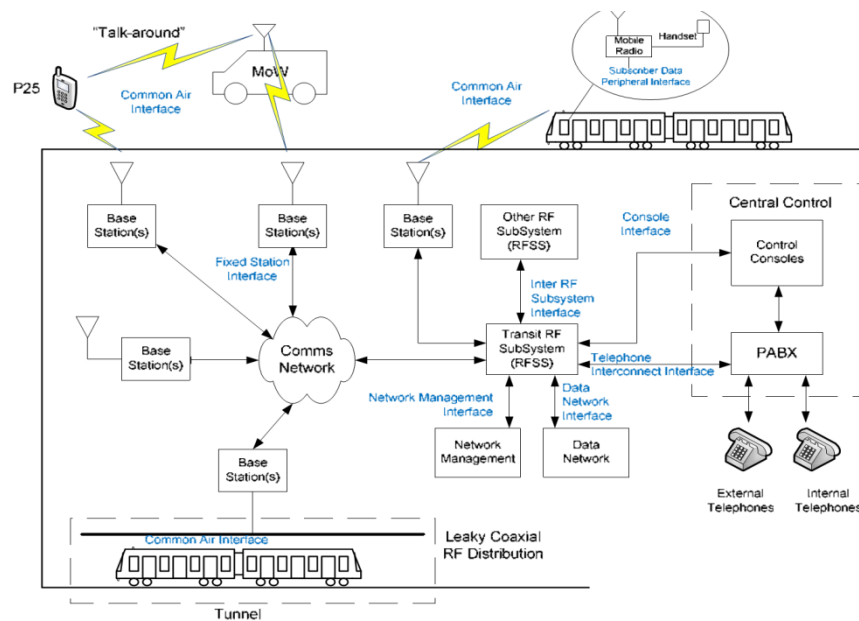 "Talk-around"
P25
MoW
Common Air
Interface
Common Air
Interface
Mobile
Radio
Handset
Subscriber Data
Peripheral Interface
Base
Station(s)
Base
Station(s)
Base
Station(s)
Other RF
SubSystem
(RFSS)
Console
Interface
Central Control
Control
Consoles
Fixed Station
Interface
Inter RF
Subsystem
Interface
Base
Station(s)
Comms
Network
Transit RF
SubSystem
(RFSS)
Telephone
Interconnect Interface
PABX
Network Management
Interface
Data
Network
Interface
Base
Station(s)
Network
Management
Data
Network
External
Telephones
Internal
Telephones
Common Air Interface
Leaky Coaxial
RF Distribution
Tunnel